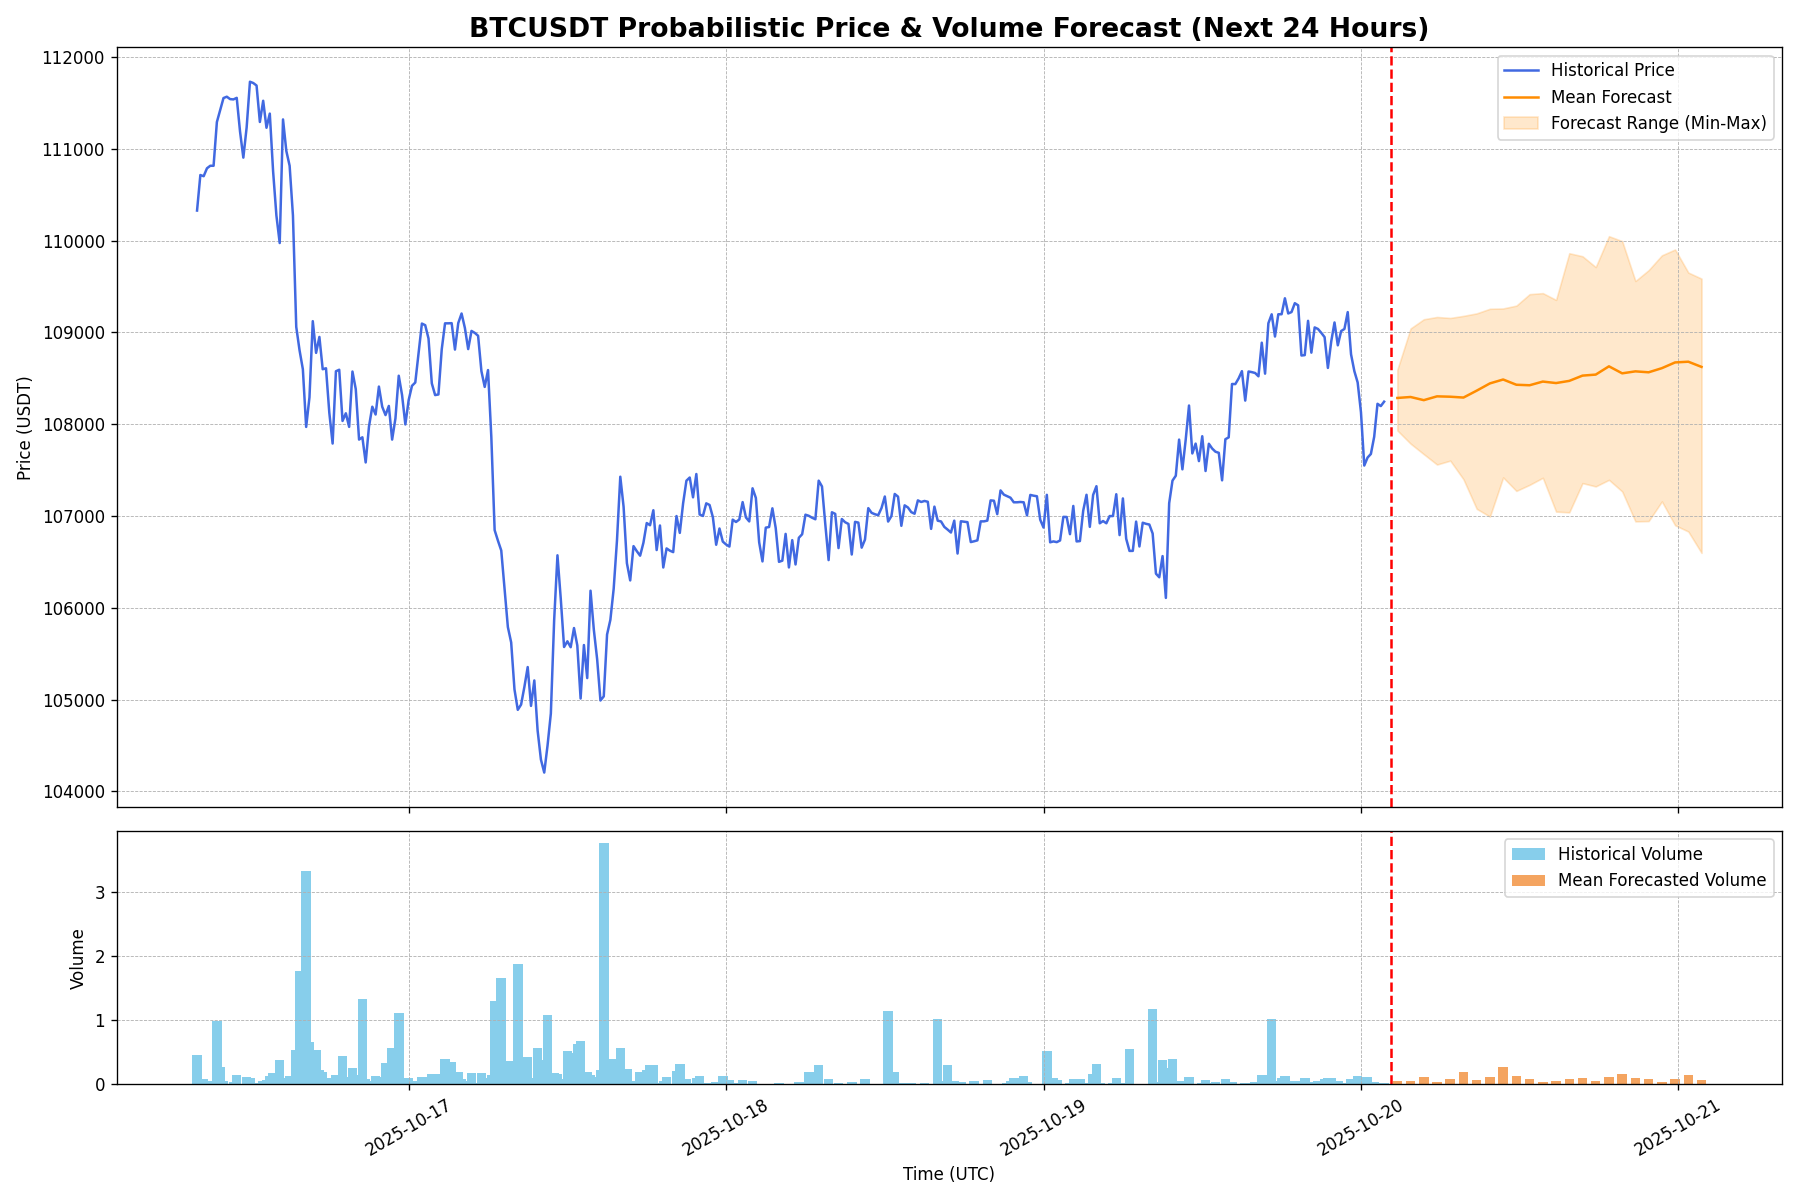 BTCUSDT Probabilistic Price & Volume Forecast (Next 24 Hours)
Historical Price
Mean Forecast
Forecast Range (Min-Max)
112000
111000
110000
109000
108000
107000
106000
105000
104000
Price (USDT)
Historical Volume
Mean Forecasted Volume
3
2
1
0
Volume
2025-10-17
2025-10-18
2025-10-19
2025-10-20
2025-10-21
Time (UTC)